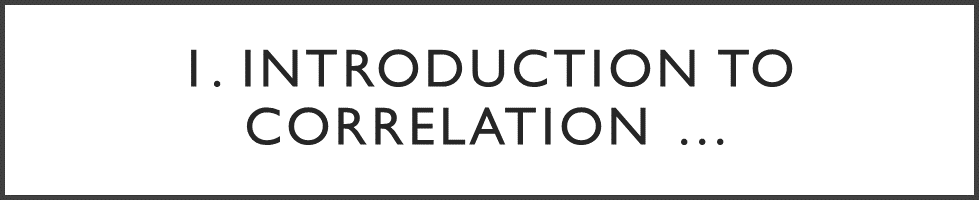 1. INTRODUCTION TO
CORRELATION ...